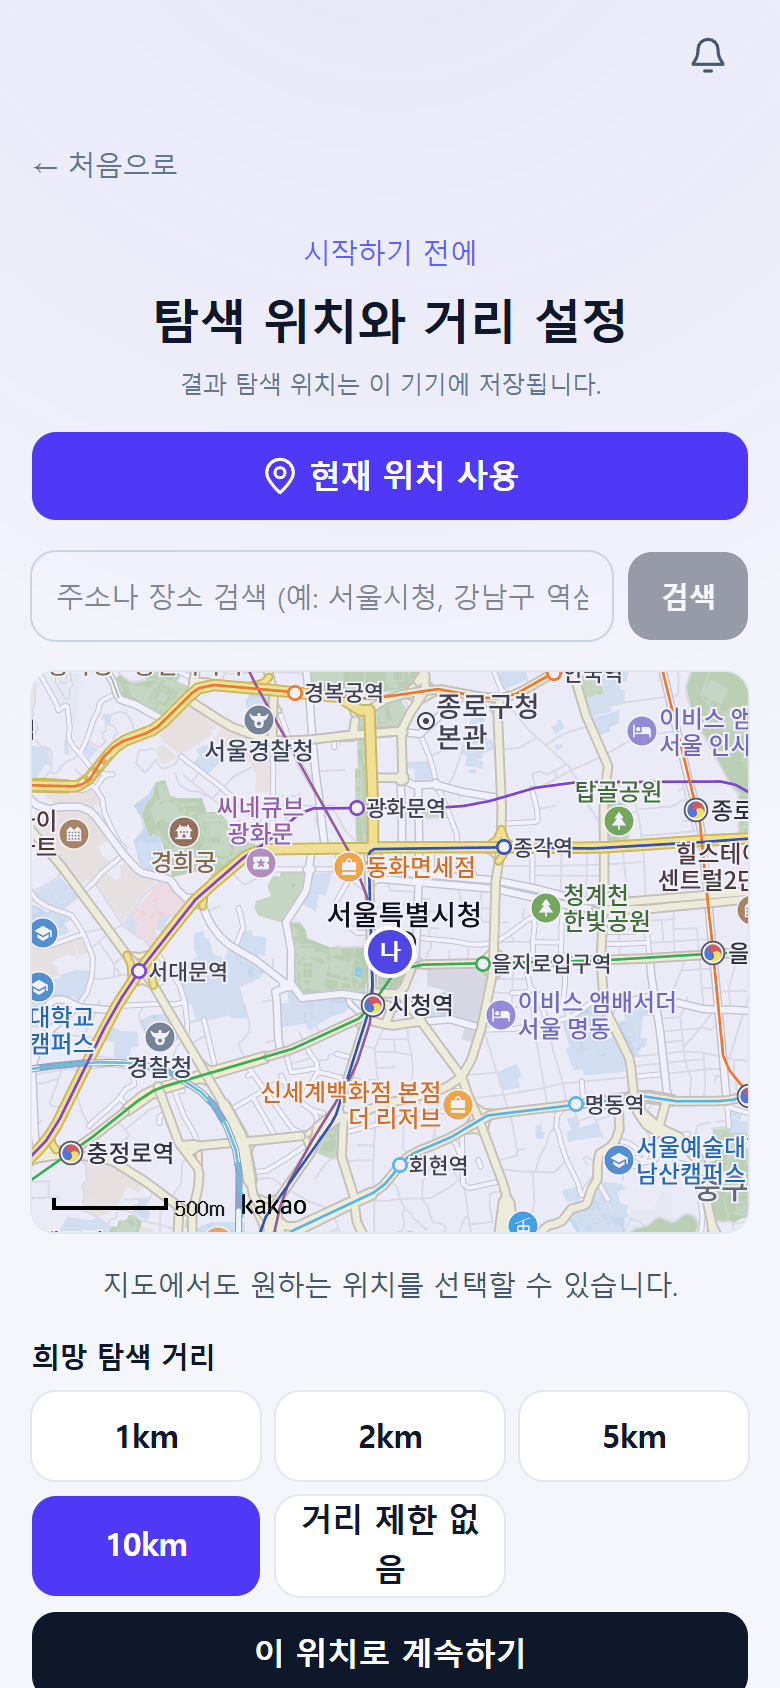 ← 처음으로
시작하기 전에
탐색 위치와 거리 설정
결과 탐색 위치는 이 기기에 저장됩니다.
현재 위치 사용
주소나 장소 검색 (예: 서울시청, 강남구
검색
경복궁역
종로구청
본관
이비스
서울
서울경찰청
탑골공원
씨네큐브
광화문
광화문역
종로
경희궁
동화면세점
종각역
센트럴
서울특별시청
청계천
한빛공원
나
서대문역
을지로입구역
시청역
이비스 앰배서더
서울 명동
대학교
캠퍼스
경찰청
신세계백화점 본점
더 리저브
명동역
충정로역
회현역
서울예술대
남산캠퍼스
중구
500m
kakao
지도에서도 원하는 위치를 선택할 수 있습니다.
희망 탐색 거리
1km
2km
5km
10km
거리 제한 없
음
이 위치로 계속하기